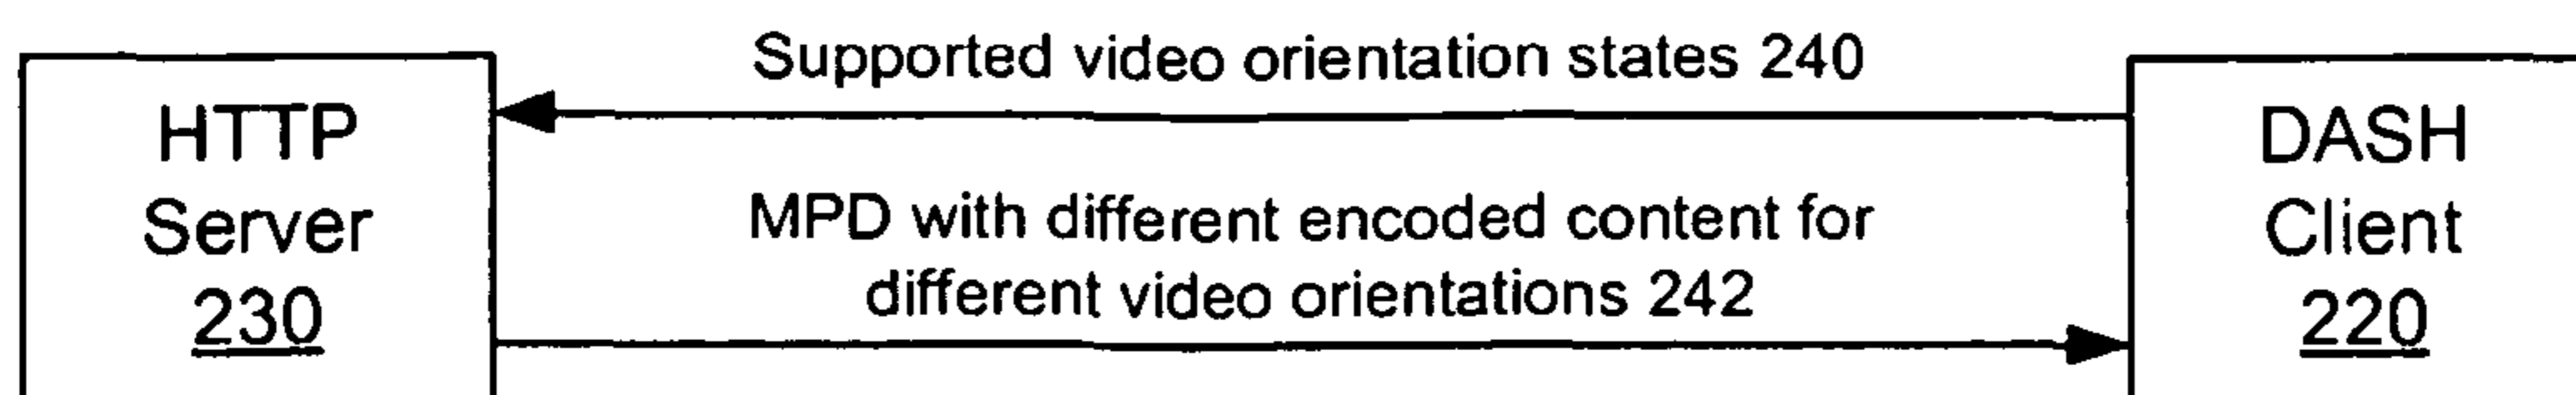 HTTP
Server
230
Supported video orientation states 240
MPD with different encoded content for
different video orientations 242
DASH
Client
220